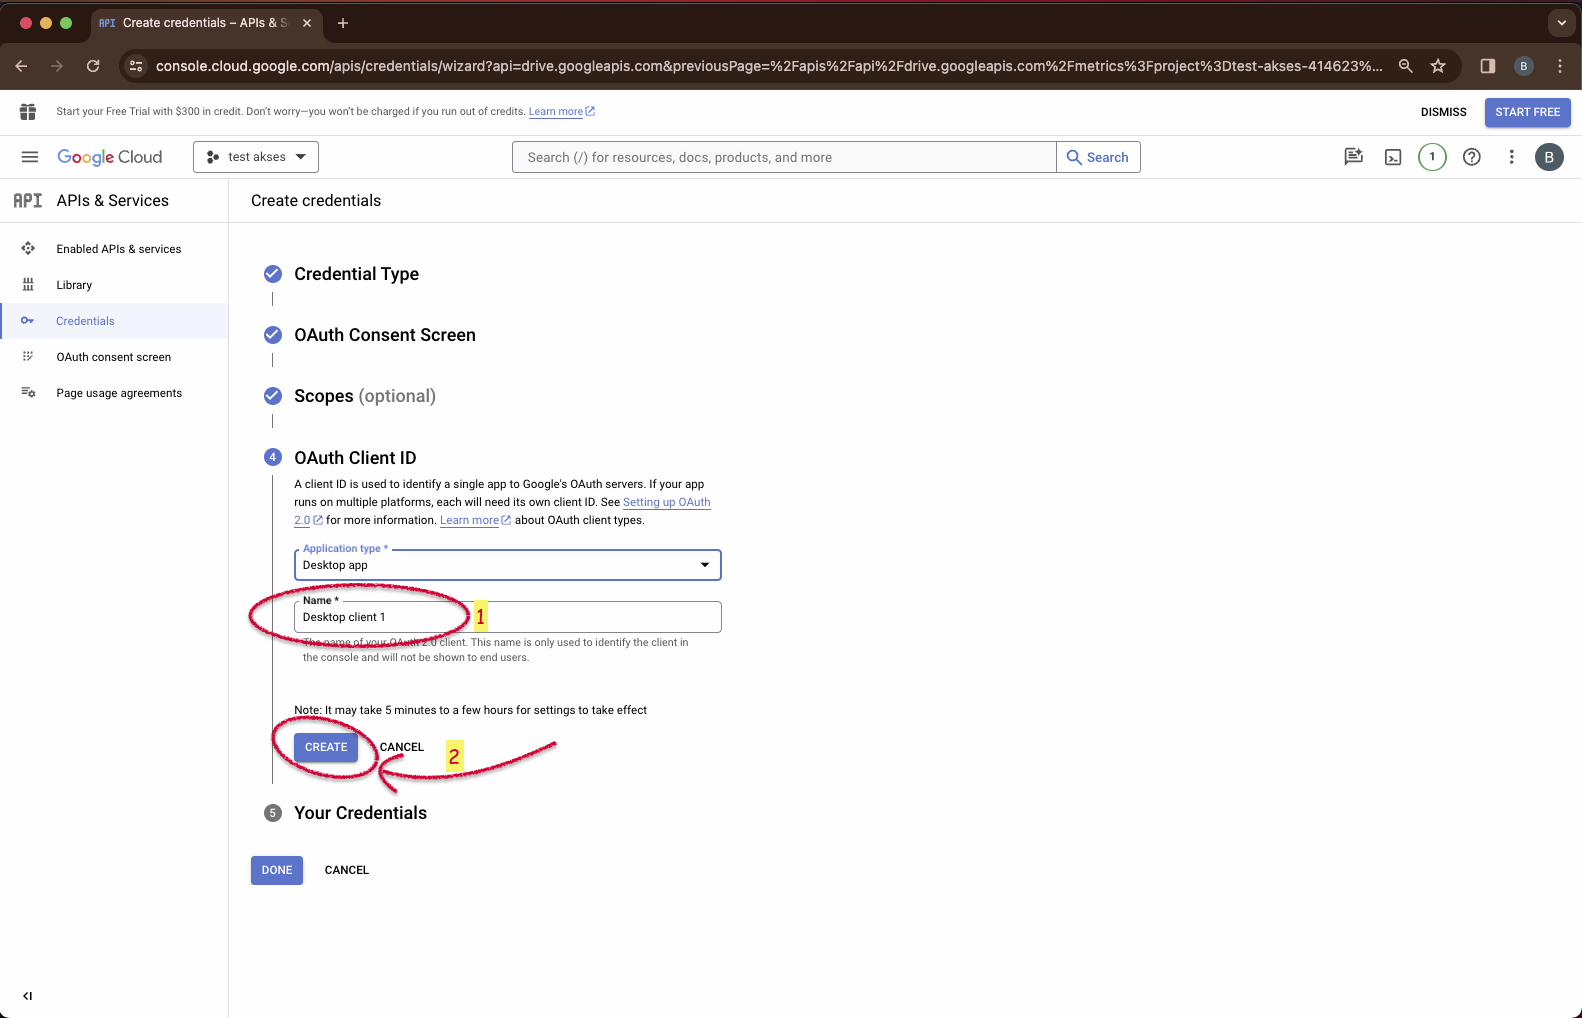 API Create credentials – APIs & S
console.cloud.google.com/apis/credentials/wizard?api=drive.googleapis.com&previousPage=%2Fapis%2Fapi%2Fdrive.googleapis.com%2Fmetrics%3Fproject%3Dtest-akses-414623%... B
Start your Free Trial with $300 in credit. Don't worry—you won't be charged if you run out of credits. Learn more DISMISS START FREE
Google Cloud test akses Search (/) for resources, docs, products, and more Search 1 B
API APIs & Services Create credentials
Enabled APIs & services
Library
Credentials
OAuth consent screen
Page usage agreements
Credential Type
OAuth Consent Screen
Scopes (optional)
4 OAuth Client ID
A client ID is used to identify a single app to Google's OAuth servers. If your app
runs on multiple platforms, each will need its own client ID. See Setting up OAuth
2.0 for more information. Learn more about OAuth client types.
Application type *
Desktop app
Name *
Desktop client 1 1
The name of your OAuth 2.0 client. This name is only used to identify the client in
the console and will not be shown to end users.
Note: It may take 5 minutes to a few hours for settings to take effect
CREATE CANCEL 2
5 Your Credentials
DONE CANCEL